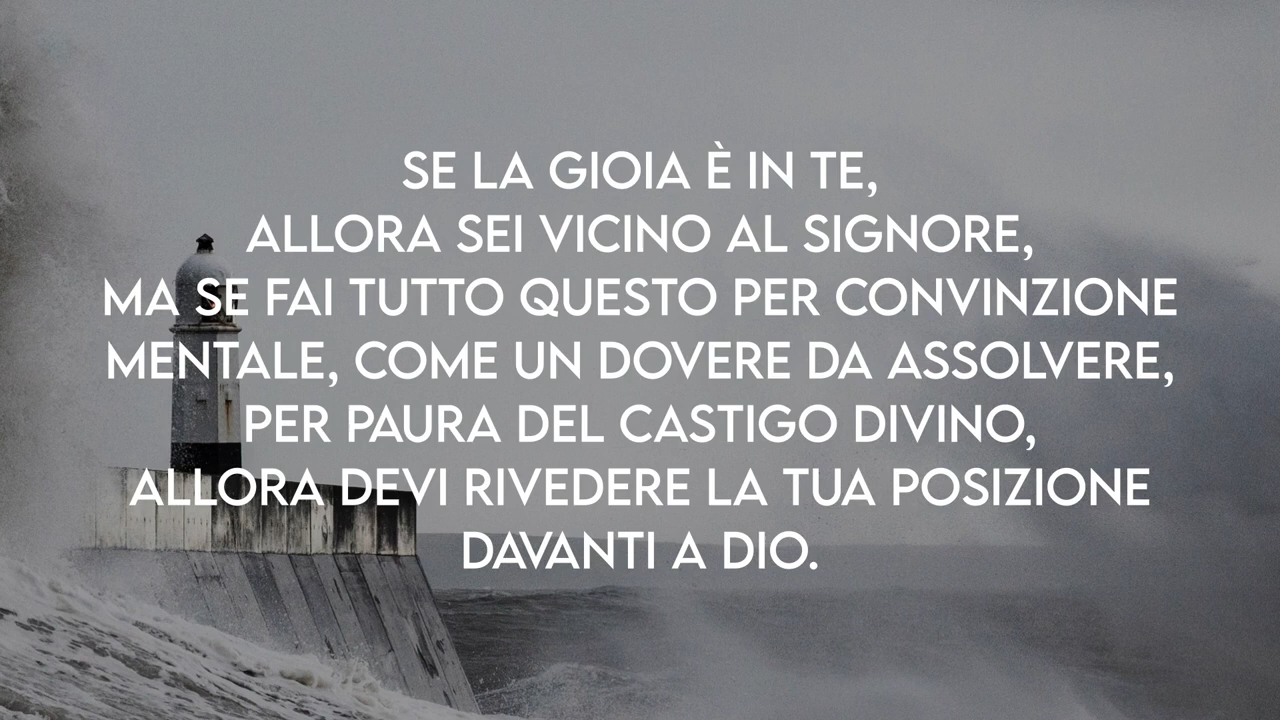 SE LA GIOIA È IN TE,
ALLORA SEI VICINO AL SIGNORE,
MA SE FAI TUTTO QUESTO PER CONVINZIONE
MENTALE, COME UN DOVERE DA ASSOLVERE,
PER PAURA DEL CASTIGO DIVINO,
ALLORA DEVI RIVEDERE LA TUA POSIZIONE
DAVANTI A DIO.